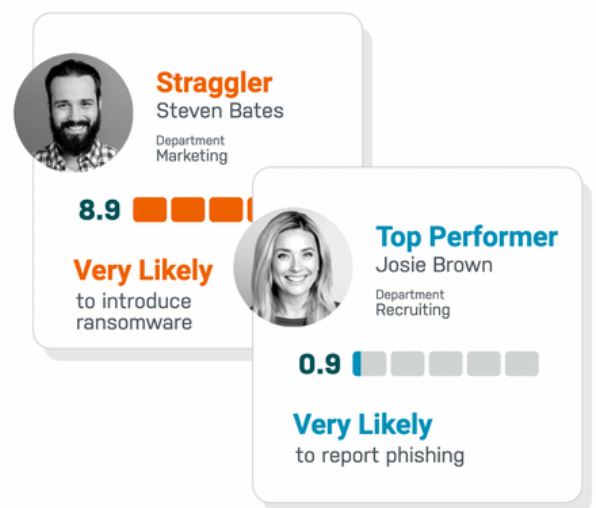 Straggler
Steven Bates
Department
Marketing
8.9
Very Likely
to introduce
ransomware
Top Performer
Josie Brown
Department
Recruiting
0.9
Very Likely
to report phishing